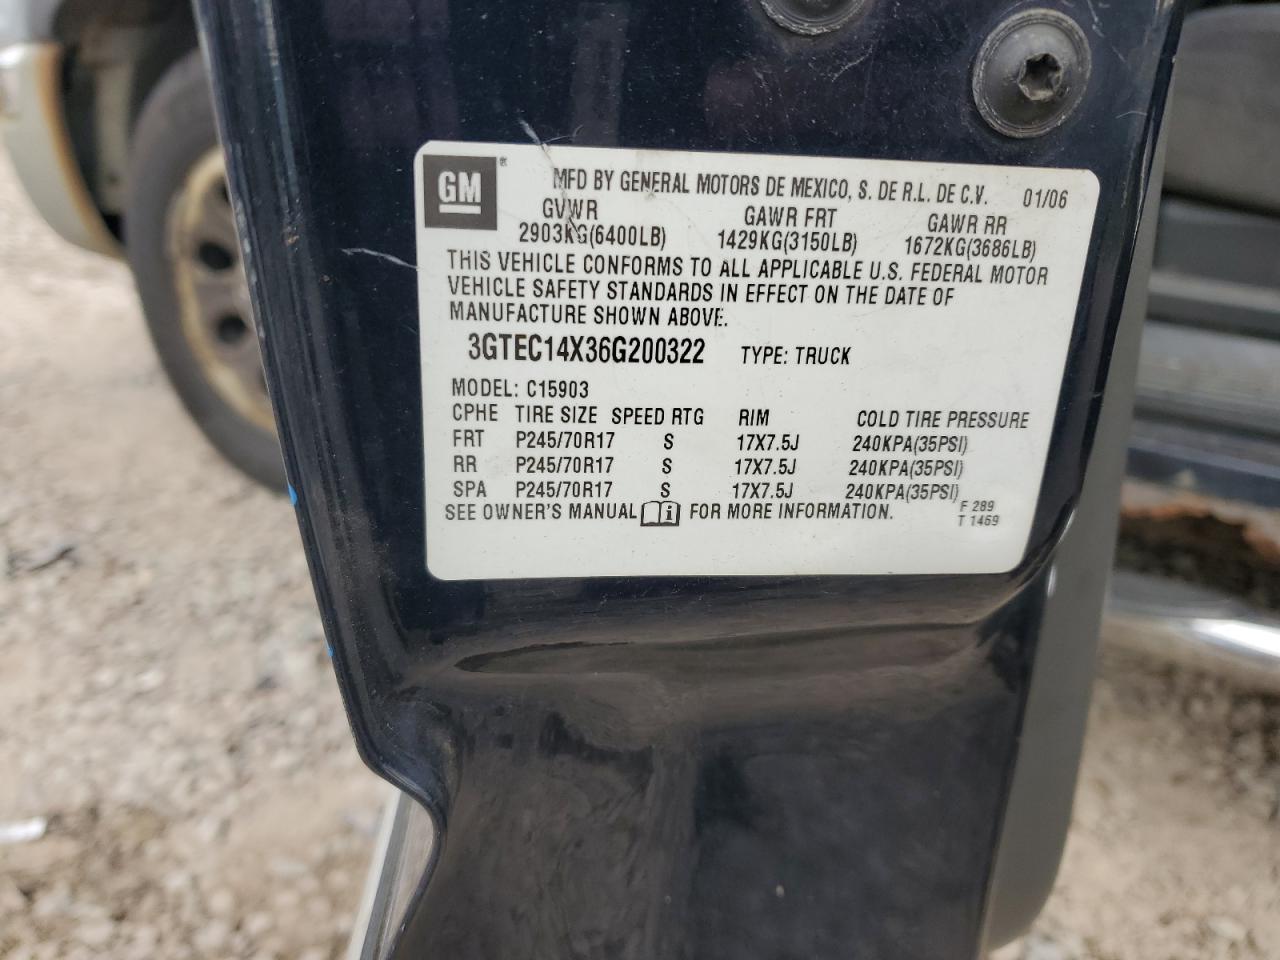 GM ® MFD BY GENERAL MOTORS DE MEXICO, S. DE R.L. DE C.V. 01/06
GVWR GAWR FRT GAWR RR
2903KG(6400LB) 1429KG(3150LB) 1672KG(3686LB)
THIS VEHICLE CONFORMS TO ALL APPLICABLE U.S. FEDERAL MOTOR
VEHICLE SAFETY STANDARDS IN EFFECT ON THE DATE OF
MANUFACTURE SHOWN ABOVE.
3GTEC14X36G200322 TYPE: TRUCK
MODEL: C15903
CPHE TIRE SIZE SPEED RTG RIM COLD TIRE PRESSURE
FRT P245/70R17 S 17X7.5J 240KPA(35PSI)
RR P245/70R17 S 17X7.5J 240KPA(35PSI)
SPA P245/70R17 S 17X7.5J 240KPA(35PSI)
SEE OWNER'S MANUAL i FOR MORE INFORMATION.
F 289
T 1469